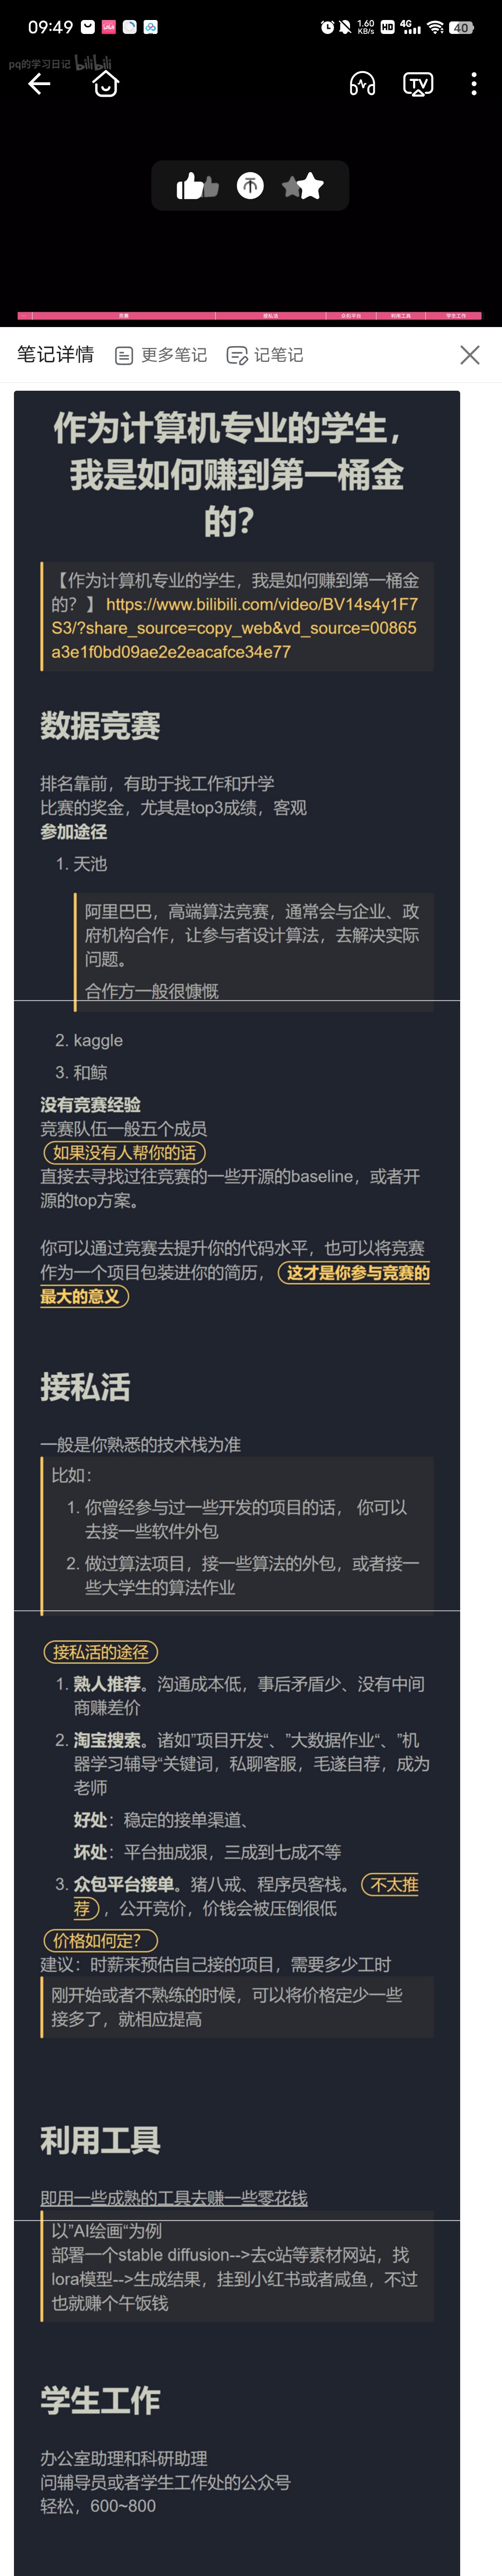 09:49
1.60
KB/s
HD
4G
40
pq的学习日记 bilibili
TV
竞赛
接私活
众包平台
利用工具
学生工作
笔记详情
更多笔记
记笔记
作为计算机专业的学生，
我是如何赚到第一桶金
的？
【作为计算机专业的学生，我是如何赚到第一桶金
的？】https://www.bilibili.com/video/BV14s4y1F7
S3/?share_source=copy_web&vd_source=00865
a3e1f0bd09ae2e2eacafce34e77
数据竞赛
排名靠前，有助于找工作和升学
比赛的奖金，尤其是top3成绩，客观
参加途径
1. 天池
阿里巴巴，高端算法竞赛，通常会与企业、政
府机构合作，让参与者设计算法，去解决实际
问题。
合作方一般很慷慨
2. kaggle
3. 和鲸
没有竞赛经验
竞赛队伍一般五个成员
如果没有人帮你的话
直接去寻找过往竞赛的一些开源的baseline，或者开
源的top方案。
你可以通过竞赛去提升你的代码水平，也可以将竞赛
作为一个项目包装进你的简历，这才是你参与竞赛的
最大的意义
接私活
一般是你熟悉的技术栈为准
比如：
1. 你曾经参与过一些开发的项目的话， 你可以
去接一些软件外包
2. 做过算法项目，接一些算法的外包，或者接一
些大学生的算法作业
接私活的途径
1. 熟人推荐。沟通成本低，事后矛盾少、没有中间
商赚差价
2. 淘宝搜索。诸如”项目开发“、”大数据作业“、”机
器学习辅导“关键词，私聊客服，毛遂自荐，成为
老师
好处：稳定的接单渠道、
坏处：平台抽成狠，三成到七成不等
3. 众包平台接单。猪八戒、程序员客栈。不太推
荐，公开竞价，价钱会被压倒很低
价格如何定？
建议：时薪来预估自己接的项目，需要多少工时
刚开始或者不熟练的时候，可以将价格定少一些
接多了，就相应提高
利用工具
即用一些成熟的工具去赚一些零花钱
以”AI绘画“为例
部署一个stable diffusion-->去c站等素材网站，找
lora模型-->生成结果，挂到小红书或者咸鱼，不过
也就赚个午饭钱
学生工作
办公室助理和科研助理
问辅导员或者学生工作处的公众号
轻松，600~800